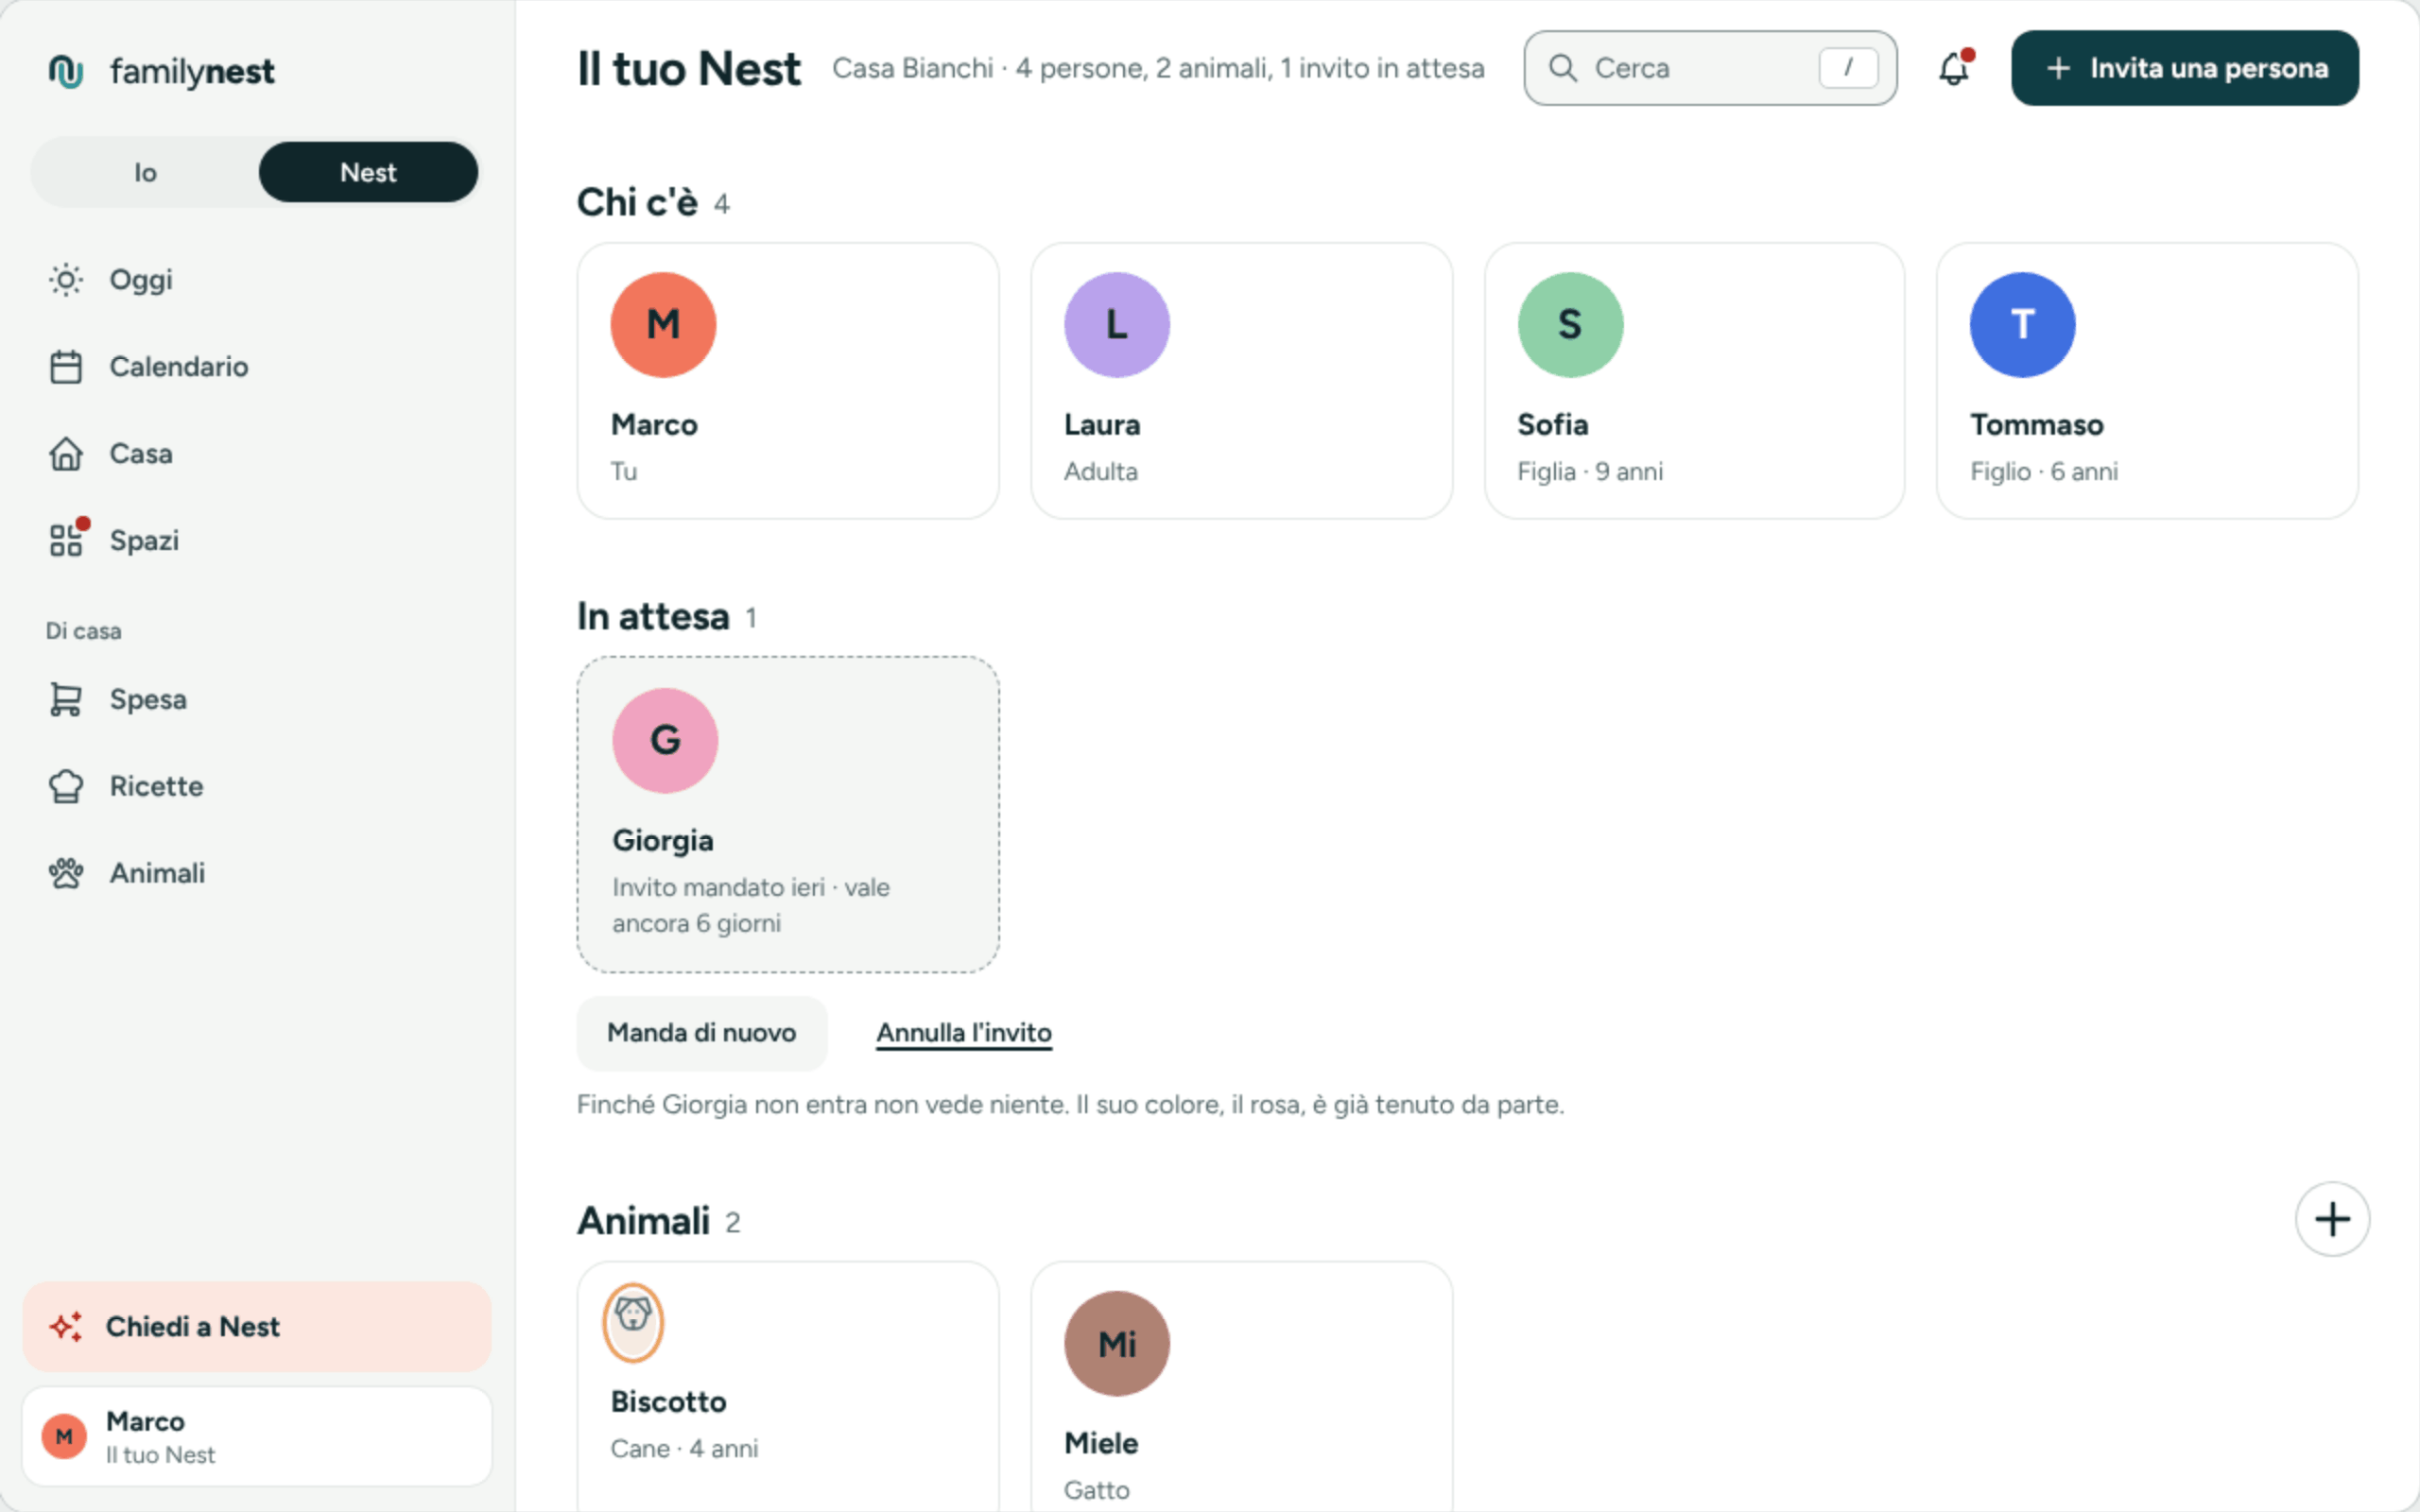 familynest
Io
Nest
Oggi
Calendario
Casa
Spazi
Di casa
Spesa
Ricette
Animali
Chiedi a Nest
M
Marco
Il tuo Nest
Il tuo Nest
Casa Bianchi · 4 persone, 2 animali, 1 invito in attesa
Cerca
/
+ Invita una persona
Chi c'è 4
M
Marco
Tu
L
Laura
Adulta
S
Sofia
Figlia · 9 anni
T
Tommaso
Figlio · 6 anni
In attesa 1
G
Giorgia
Invito mandato ieri · vale
ancora 6 giorni
Manda di nuovo
Annulla l'invito
Finché Giorgia non entra non vede niente. Il suo colore, il rosa, è già tenuto da parte.
Animali 2
Biscotto
Cane · 4 anni
Mi
Miele
Gatto